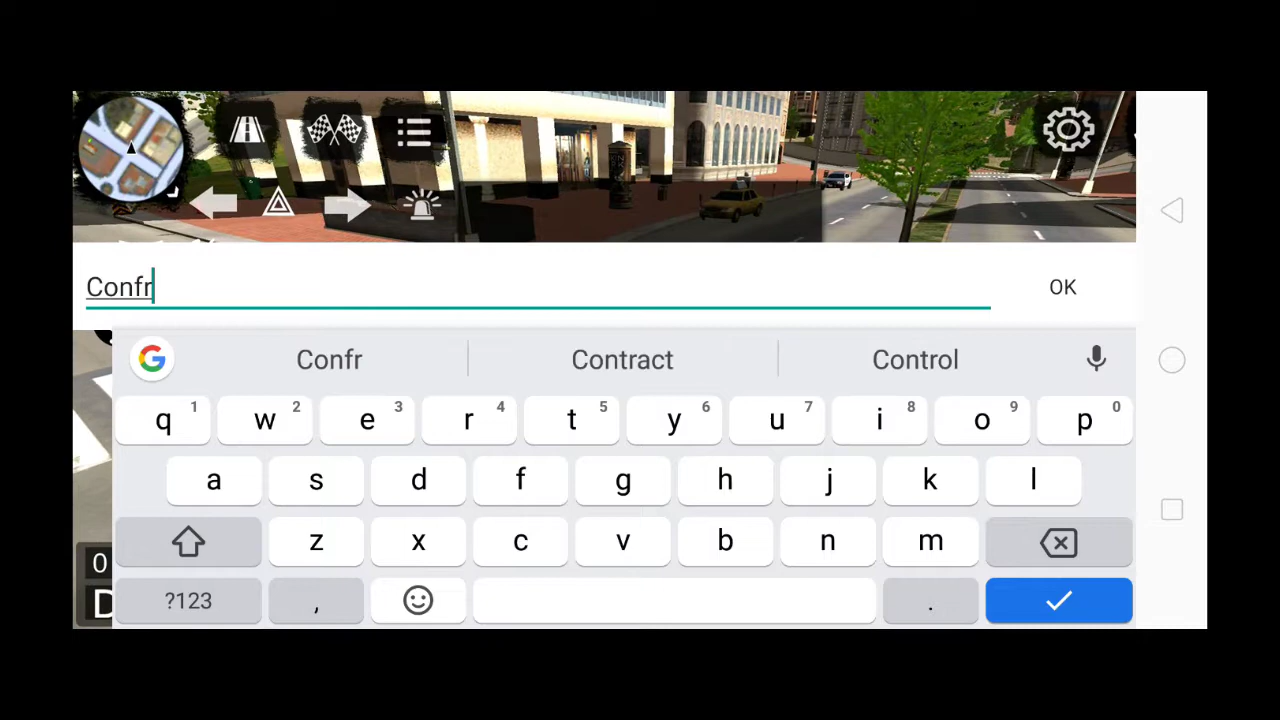 Confr
OK
Confr Contract Control
q 1 w 2 e 3 r 4 t 5 y 6 u 7 i 8 o 9 p 0
a s d f g h j k l
z x c v b n m
0
?123 , .
D